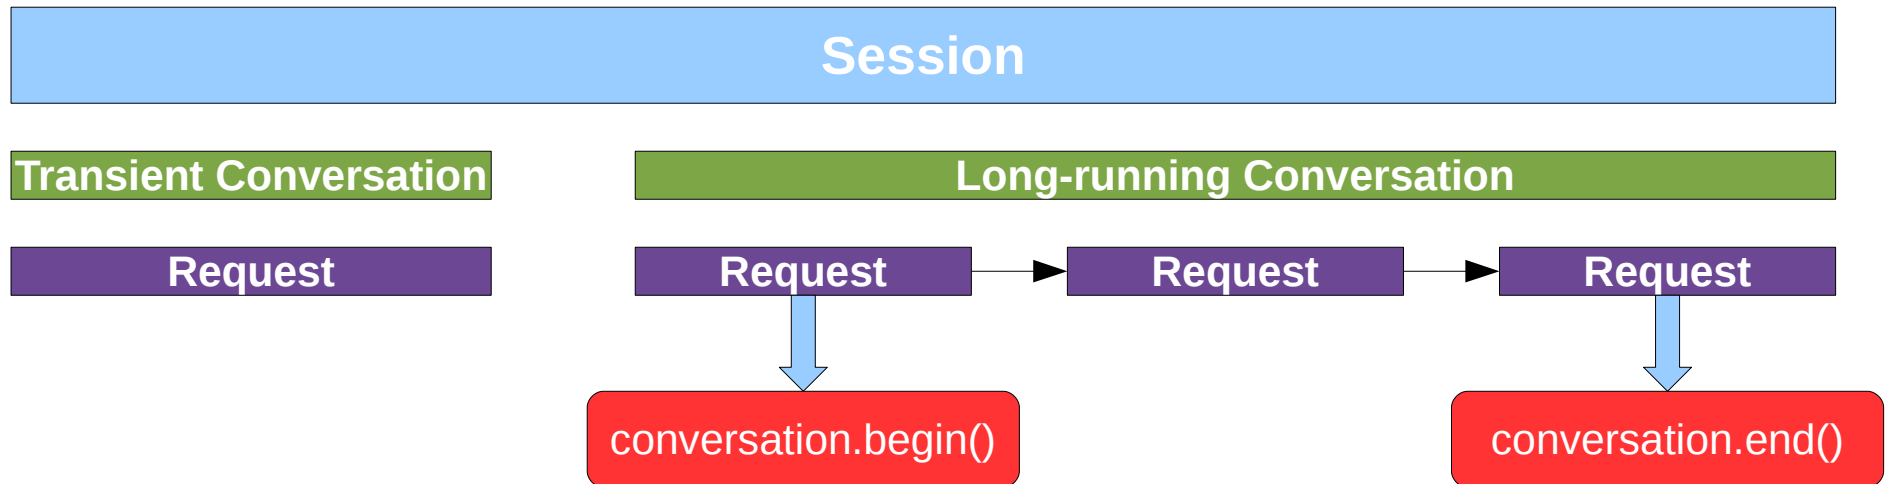 Session
Transient Conversation
Long-running Conversation
Request
Request
Request
Request
conversation.begin()
conversation.end()